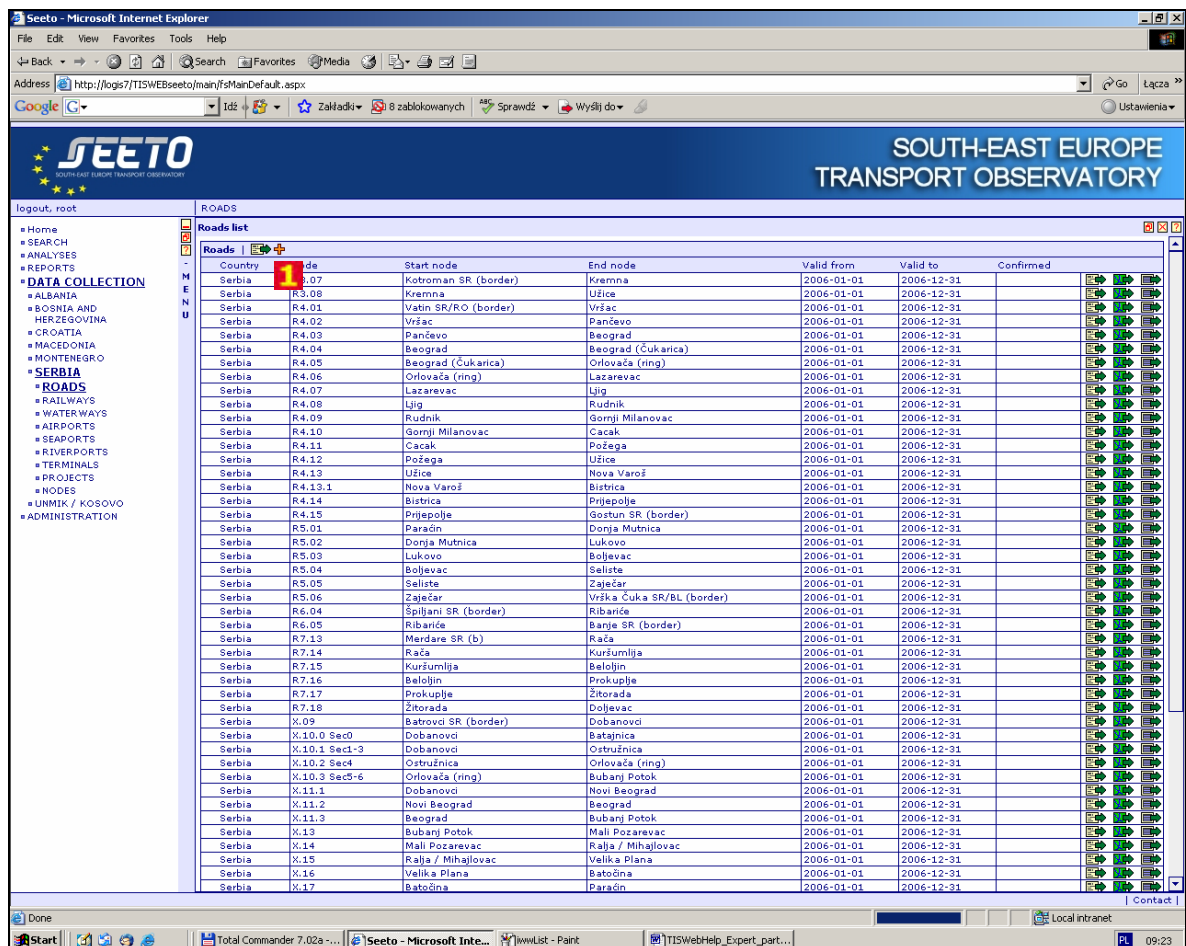 Seeto - Microsoft Internet Explorer
File Edit View Favorites Tools Help
Back Search Favorites Media
Address http://logis7/TISWEBseeto/main/fsMainDefault.aspx Go Łącza »
Google G Idź Zakładki 8 zablokowanych ABC Sprawdź Wyślij do Ustawienia
SEETO
SOUTH-EAST EUROPE TRANSPORT OBSERVATORY
SOUTH-EAST EUROPE
TRANSPORT OBSERVATORY
logout, root
ROADS
Home
SEARCH
ANALYSES
REPORTS
DATA COLLECTION
ALBANIA
BOSNIA AND
HERZEGOVINA
CROATIA
MACEDONIA
MONTENEGRO
SERBIA
ROADS
RAILWAYS
WATERWAYS
AIRPORTS
SEAPORTS
RIVERPORTS
TERMINALS
PROJECTS
NODES
UNMIK / KOSOVO
ADMINISTRATION
- M E N U
Roads list
Roads |
1
Country Start node End node Valid from Valid to Confirmed
Serbia Kotroman SR (border) Kremna 2006-01-01 2006-12-31
Serbia R3.08 Kremna Užice 2006-01-01 2006-12-31
Serbia R4.01 Vatin SR/RO (border) Vršac 2006-01-01 2006-12-31
Serbia R4.02 Vršac Pančevo 2006-01-01 2006-12-31
Serbia R4.03 Pančevo Beograd 2006-01-01 2006-12-31
Serbia R4.04 Beograd Beograd (Čukarica) 2006-01-01 2006-12-31
Serbia R4.05 Beograd (Čukarica) Orlovača (ring) 2006-01-01 2006-12-31
Serbia R4.06 Orlovača (ring) Lazarevac 2006-01-01 2006-12-31
Serbia R4.07 Lazarevac Ljig 2006-01-01 2006-12-31
Serbia R4.08 Ljig Rudnik 2006-01-01 2006-12-31
Serbia R4.09 Rudnik Gornji Milanovac 2006-01-01 2006-12-31
Serbia R4.10 Gornji Milanovac Cacak 2006-01-01 2006-12-31
Serbia R4.11 Cacak Požega 2006-01-01 2006-12-31
Serbia R4.12 Požega Užice 2006-01-01 2006-12-31
Serbia R4.13 Užice Nova Varoš 2006-01-01 2006-12-31
Serbia R4.13.1 Nova Varoš Bistrica 2006-01-01 2006-12-31
Serbia R4.14 Bistrica Prijepolje 2006-01-01 2006-12-31
Serbia R4.15 Prijepolje Gostun SR (border) 2006-01-01 2006-12-31
Serbia R5.01 Paraćin Donja Mutnica 2006-01-01 2006-12-31
Serbia R5.02 Donja Mutnica Lukovo 2006-01-01 2006-12-31
Serbia R5.03 Lukovo Boljevac 2006-01-01 2006-12-31
Serbia R5.04 Boljevac Seliste 2006-01-01 2006-12-31
Serbia R5.05 Seliste Zaječar 2006-01-01 2006-12-31
Serbia R5.06 Zaječar Vrška Čuka SR/BL (border) 2006-01-01 2006-12-31
Serbia R6.04 Špiljani SR (border) Ribariće 2006-01-01 2006-12-31
Serbia R6.05 Ribariće Banje SR (border) 2006-01-01 2006-12-31
Serbia R7.13 Merdare SR (b) Rača 2006-01-01 2006-12-31
Serbia R7.14 Rača Kuršumlija 2006-01-01 2006-12-31
Serbia R7.15 Kuršumlija Beloljin 2006-01-01 2006-12-31
Serbia R7.16 Beloljin Prokuplje 2006-01-01 2006-12-31
Serbia R7.17 Prokuplje Žitorada 2006-01-01 2006-12-31
Serbia R7.18 Žitorada Doljevac 2006-01-01 2006-12-31
Serbia X.09 Batrovci SR (border) Dobanovci 2006-01-01 2006-12-31
Serbia X.10.0 Sec0 Dobanovci Batajnica 2006-01-01 2006-12-31
Serbia X.10.1 Sec1-3 Dobanovci Ostružnica 2006-01-01 2006-12-31
Serbia X.10.2 Sec4 Ostružnica Orlovača (ring) 2006-01-01 2006-12-31
Serbia X.10.3 Sec5-6 Orlovača (ring) Bubanj Potok 2006-01-01 2006-12-31
Serbia X.11.1 Dobanovci Novi Beograd 2006-01-01 2006-12-31
Serbia X.11.2 Novi Beograd Beograd 2006-01-01 2006-12-31
Serbia X.11.3 Beograd Bubanj Potok 2006-01-01 2006-12-31
Serbia X.13 Bubanj Potok Mali Pozarevac 2006-01-01 2006-12-31
Serbia X.14 Mali Pozarevac Ralja / Mihajlovac 2006-01-01 2006-12-31
Serbia X.15 Ralja / Mihajlovac Velika Plana 2006-01-01 2006-12-31
Serbia X.16 Velika Plana Batočina 2006-01-01 2006-12-31
Serbia X.17 Batočina Paraćin 2006-01-01 2006-12-31
| Contact |
Done Local intranet
Start Total Commander 7.02a -... Seeto - Microsoft Inte... iwwList - Paint TISWebHelp_Expert_part... PL 09:23